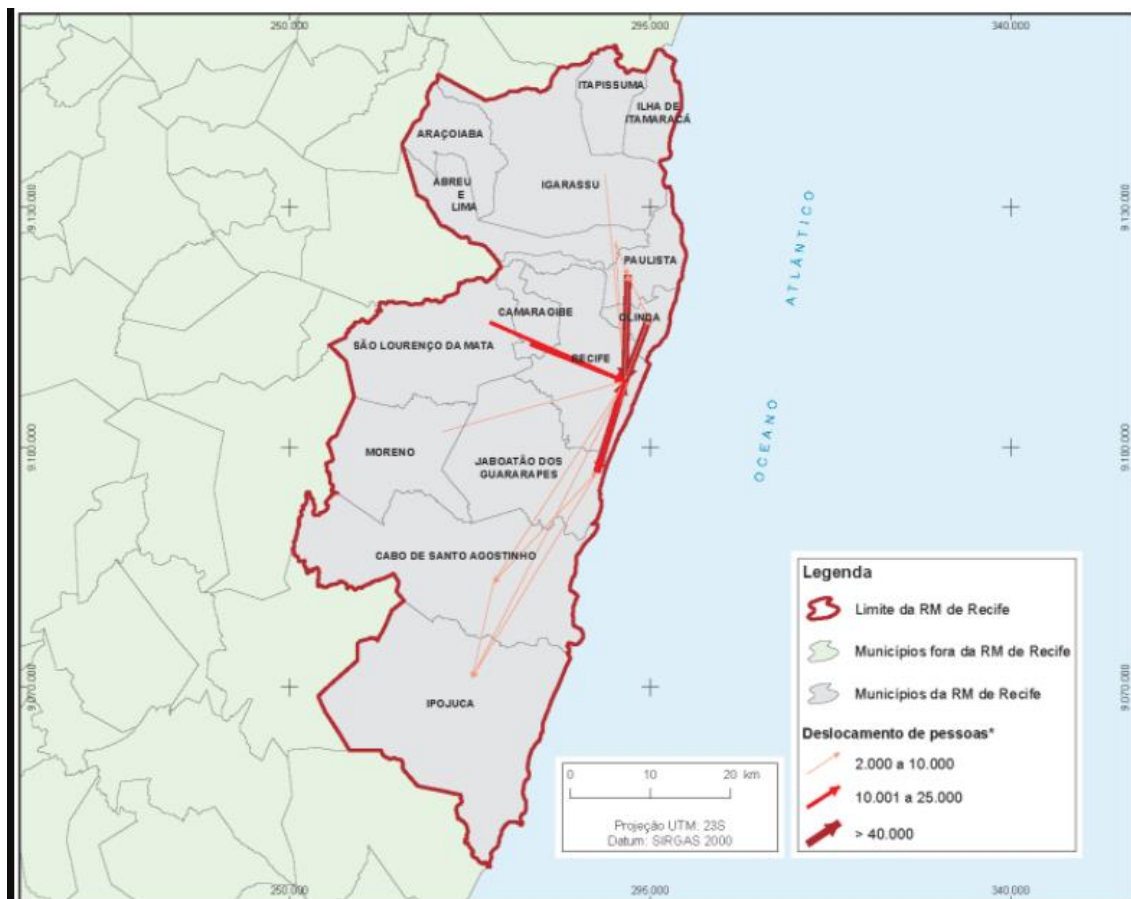 250.000
295.000
340.000
ITAPISSUMA
ILHA DE
ITAMARACÁ
ARAÇOIABA
ABREU
E
LIMA
IGARASSU
9.130.000
9.130.000
ATLÂNTICO
OCEANO
PAULISTA
CAMARAGIBE
OLINDA
SÃO LOURENÇO DA MATA
RECIFE
9.100.000
9.100.000
MORENO
JABOATÃO DOS
GUARARAPES
CABO DE SANTO AGOSTINHO
IPOJUCA
9.070.000
9.070.000
Legenda
Limite da RM de Recife
Municípios fora da RM de Recife
Municípios da RM de Recife
Deslocamento de pessoas*
2.000 a 10.000
10.001 a 25.000
> 40.000
0 10 20 km
Projeção UTM: 23S
Datum: SIRGAS 2000
250.000
295.000
340.000